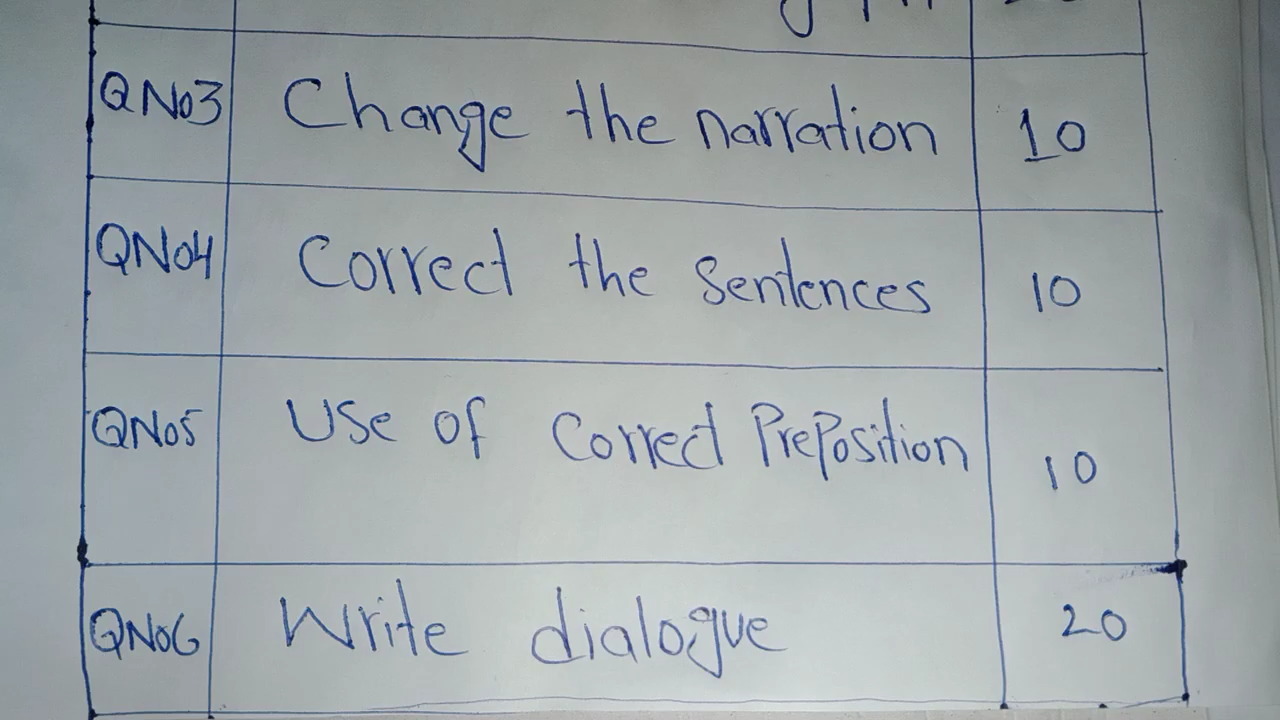 QNo3 Change the narration 10
QNo4 Correct the Sentences 10
QNo5 Use of Correct Preposition 10
QNo6 Write dialogue 20